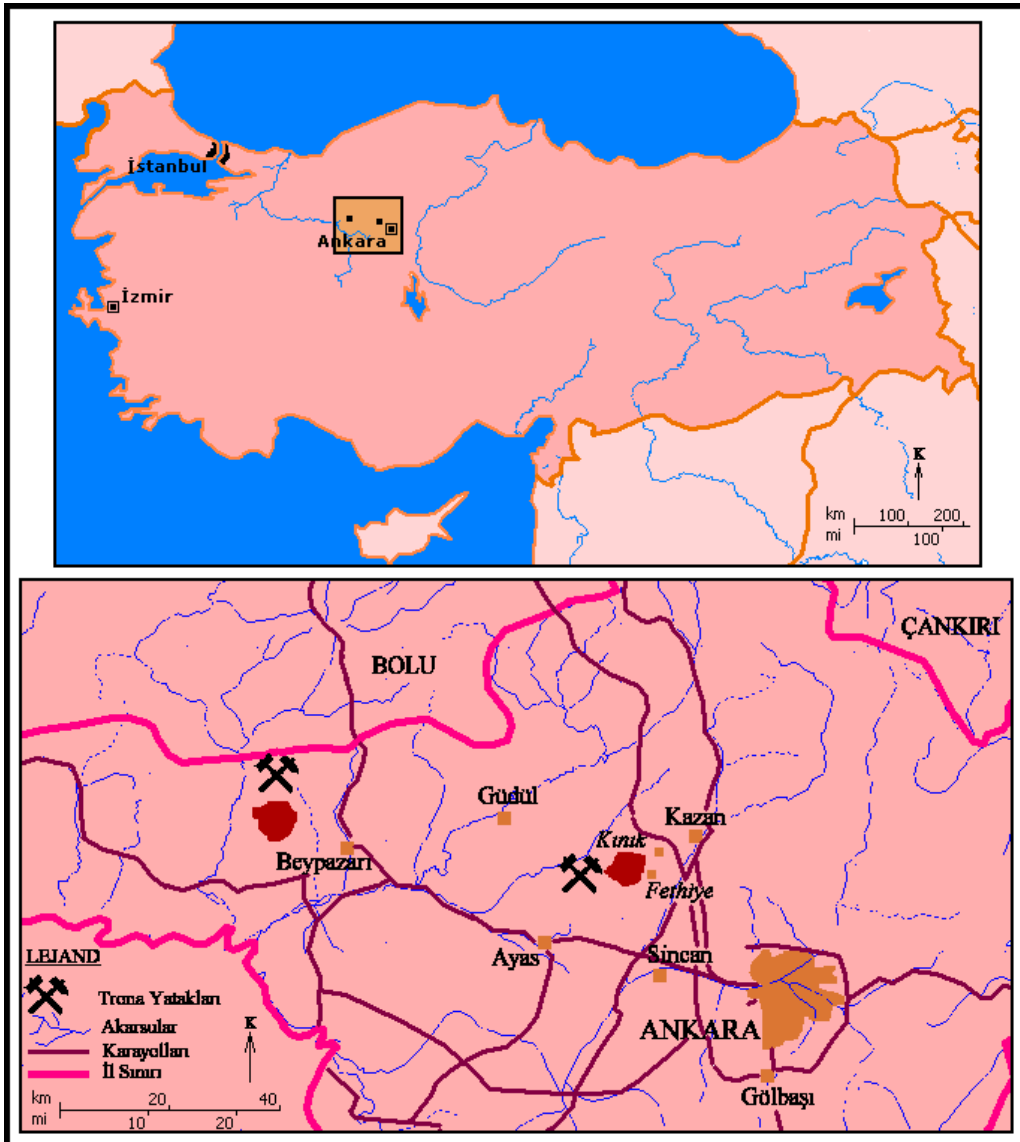 İstanbul
Ankara
İzmir
K
km 100 200
mi 100
ÇANKIRI
BOLU
Güdül
Kazan
Kınık
Beypazarı
Fethiye
Ayas
Sincan
LEJAND
Trona Yatakları
ANKARA
Akarsular
K
Karayolları
İl Sınırı
Gölbaşı
km 20 40
mi 10 20